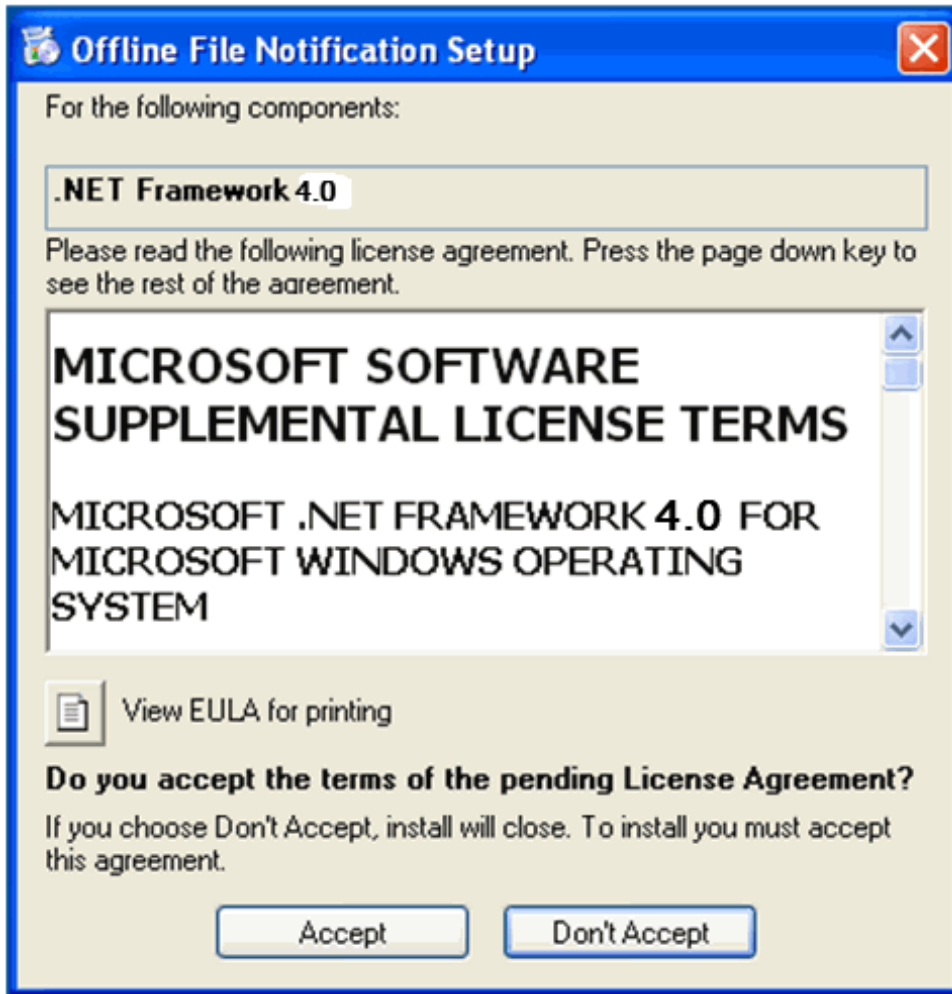 Offline File Notification Setup
For the following components:
.NET Framework 4.0
Please read the following license agreement. Press the page down key to
see the rest of the agreement.
MICROSOFT SOFTWARE
SUPPLEMENTAL LICENSE TERMS
MICROSOFT .NET FRAMEWORK 4.0 FOR
MICROSOFT WINDOWS OPERATING
SYSTEM
View EULA for printing
Do you accept the terms of the pending License Agreement?
If you choose Don't Accept, install will close. To install you must accept
this agreement.
Accept
Don't Accept